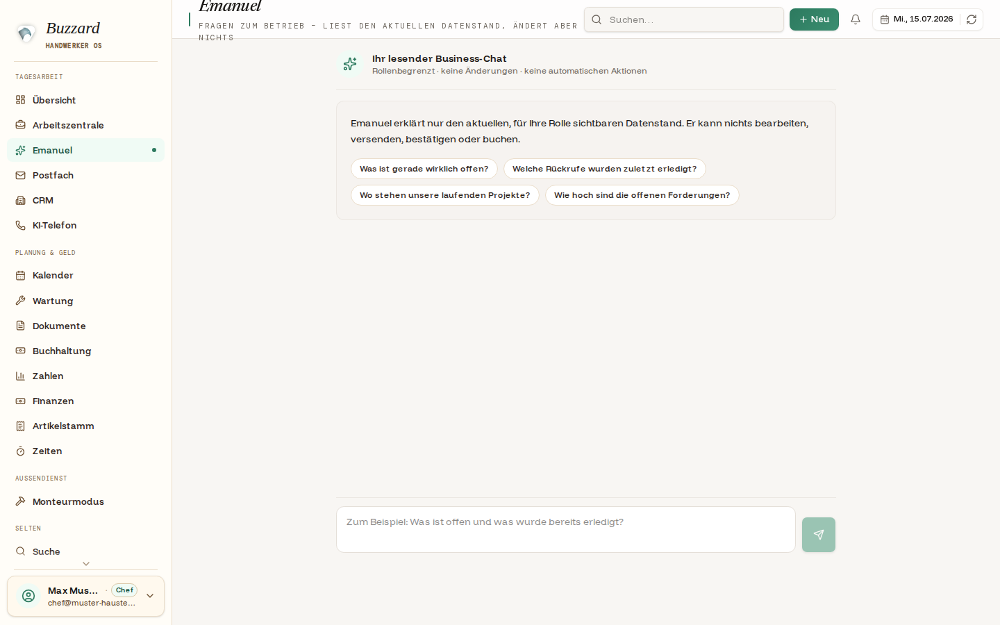 Buzzard
HANDWERKER OS
TAGESARBEIT
Übersicht
Arbeitszentrale
Emanuel
Postfach
CRM
KI-Telefon
PLANUNG & GELD
Kalender
Wartung
Dokumente
Buchhaltung
Zahlen
Finanzen
Artikelstamm
Zeiten
AUSSENDIENST
Monteurmodus
SELTEN
Suche
Max Mus... · Chef
chef@muster-hauste...
Emanuel
FRAGEN ZUM BETRIEB – LIEST DEN AKTUELLEN DATENSTAND, ÄNDERT ABER
NICHTS
Suchen...
Neu
Mi., 15.07.2026
Ihr lesender Business-Chat
Rollenbegrenzt · keine Änderungen · keine automatischen Aktionen
Emanuel erklärt nur den aktuellen, für Ihre Rolle sichtbaren Datenstand. Er kann nichts bearbeiten,
versenden, bestätigen oder buchen.
Was ist gerade wirklich offen?
Welche Rückrufe wurden zuletzt erledigt?
Wo stehen unsere laufenden Projekte?
Wie hoch sind die offenen Forderungen?
Zum Beispiel: Was ist offen und was wurde bereits erledigt?